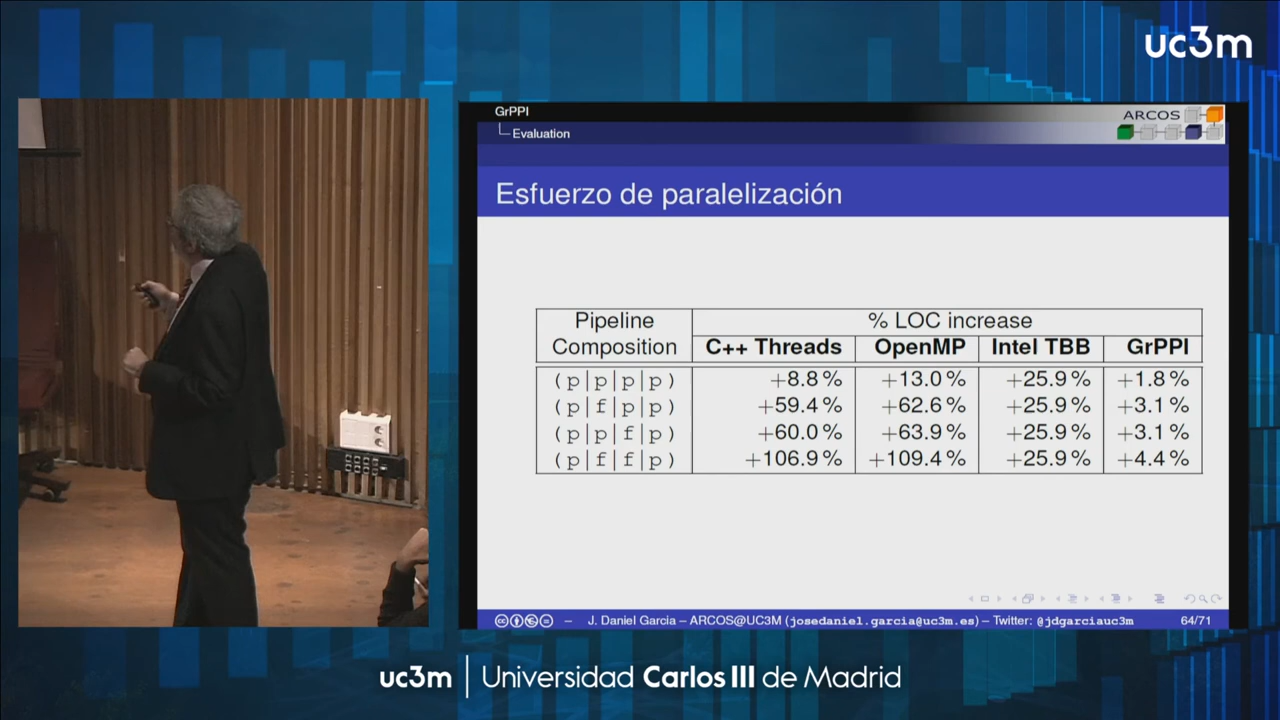 uc3m
GrPPI
Evaluation
ARCOS
Esfuerzo de paralelización
Pipeline Composition
% LOC increase
C++ Threads OpenMP Intel TBB GrPPI
(p|p|p|p) +8.8% +13.0% +25.9% +1.8%
(p|f|p|p) +59.4% +62.6% +25.9% +3.1%
(p|p|f|p) +60.0% +63.9% +25.9% +3.1%
(p|f|f|p) +106.9% +109.4% +25.9% +4.4%
– J. Daniel Garcia – ARCOS@UC3M (josedaniel.garcia@uc3m.es) – Twitter: @jdgarciauc3m 64/71
uc3m | Universidad Carlos III de Madrid